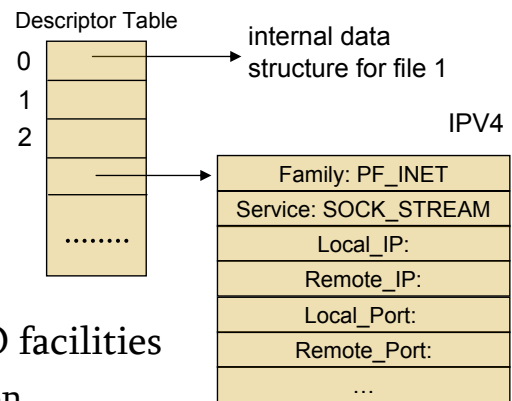 Descriptor Table
0
internal data
structure for file 1
1
2
IPV4
Family: PF_INET
Service: SOCK_STREAM
........
Local_IP:
Remote_IP:
Local_Port:
facilities
Remote_Port:
...